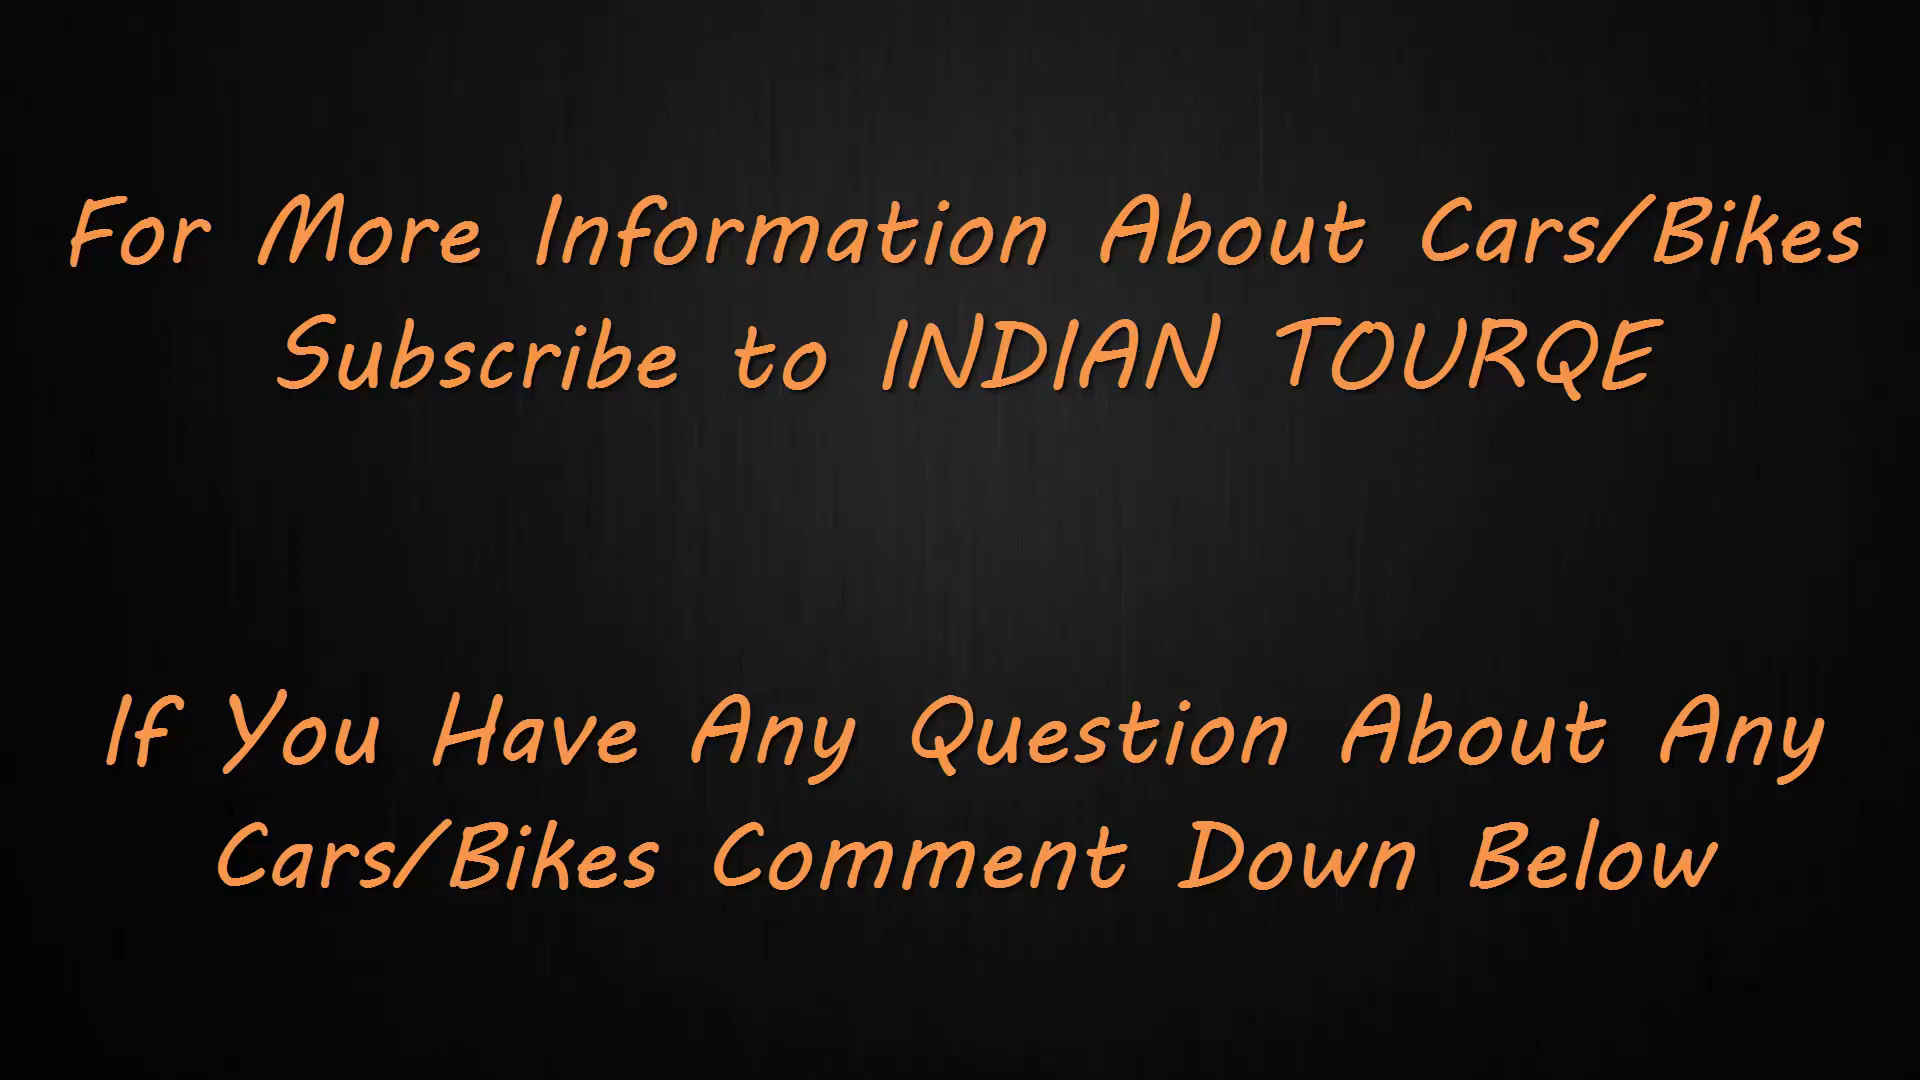 For More Information About Cars/Bikes
Subscribe to INDIAN TOURQE
If You Have Any Question About Any
Cars/Bikes Comment Down Below